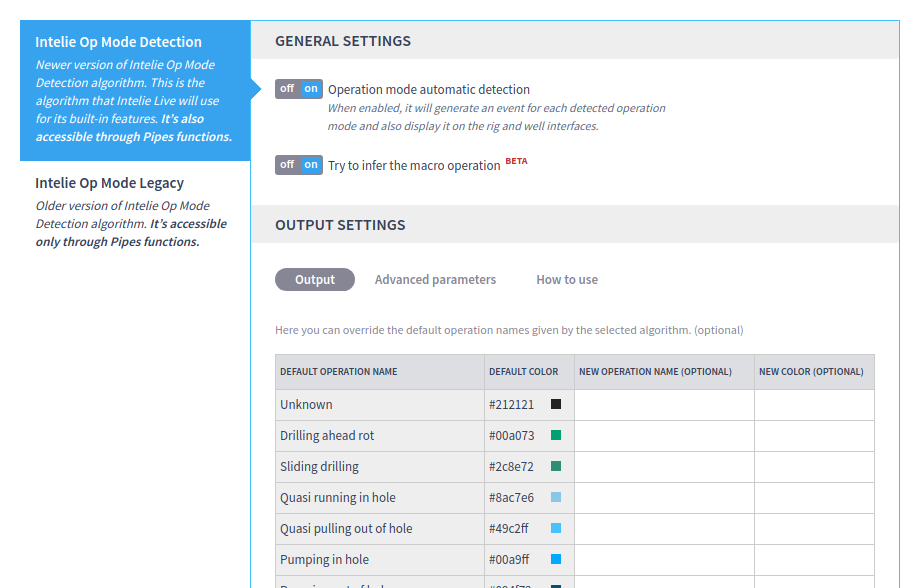 Intelie Op Mode Detection
Newer version of Intelie Op Mode
Detection algorithm. This is the
algorithm that Intelie Live will use
for its built-in features. It's also
accessible through Pipes functions.
Intelie Op Mode Legacy
Older version of Intelie Op Mode
Detection algorithm. It's accessible
only through Pipes functions.
GENERAL SETTINGS
off on Operation mode automatic detection
When enabled, it will generate an event for each detected operation
mode and also display it on the rig and well interfaces.
off on Try to infer the macro operation BETA
OUTPUT SETTINGS
Output Advanced parameters How to use
Here you can override the default operation names given by the selected algorithm. (optional)
DEFAULT OPERATION NAME DEFAULT COLOR NEW OPERATION NAME (OPTIONAL) NEW COLOR (OPTIONAL)
Unknown #212121
Drilling ahead rot #00a073
Sliding drilling #2c8e72
Quasi running in hole #8ac7e6
Quasi pulling out of hole #49c2ff
Pumping in hole #00a9ff